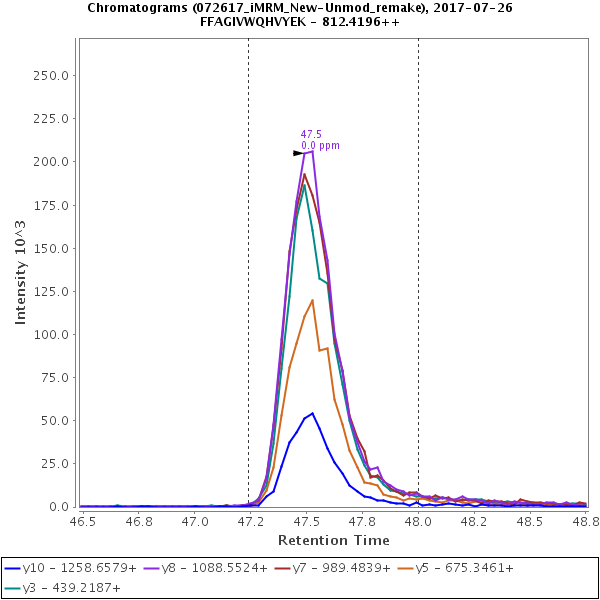 Chromatograms (072617_iMRM_New-Unmod_remake), 2017-07-26
FFAGIVWQHVYEK - 812.4196++
250.0
225.0
200.0
175.0
150.0
125.0
100.0
75.0
50.0
25.0
0.0
Intensity 10^3
47.5
0.0 ppm
46.5 46.8 47.0 47.2 47.5 47.8 48.0 48.2 48.5 48.8
Retention Time
y10 - 1258.6579+ y8 - 1088.5524+ y7 - 989.4839+ y5 - 675.3461+
y3 - 439.2187+